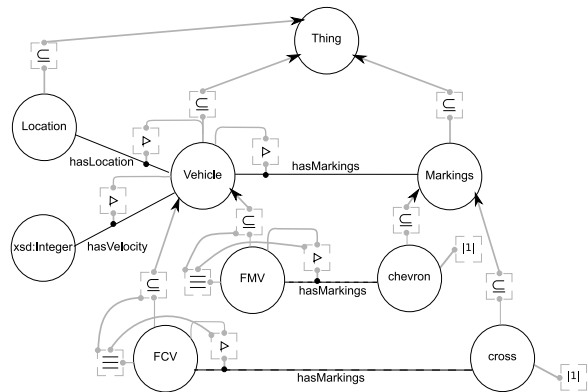 Thing
⊆
⊆
⊆
Location
▷
▷
hasLocation
hasMarkings
Vehicle
Markings
▷
⊆
⊆
xsd:Integer
hasVelocity
▷
⊆
≡
FMV
chevron
|1|
⊆
hasMarkings
▷
≡
FCV
cross
|1|
hasMarkings